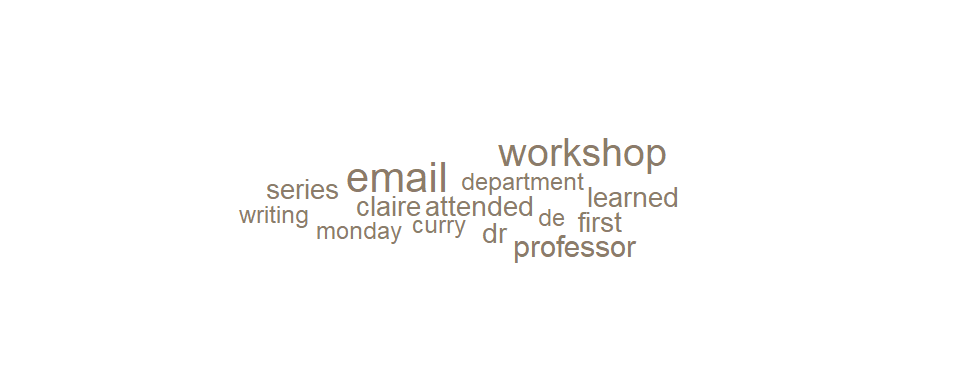 workshop
email
department
series
learned
claire
attended
writing
de
first
monday
curry
dr
professor